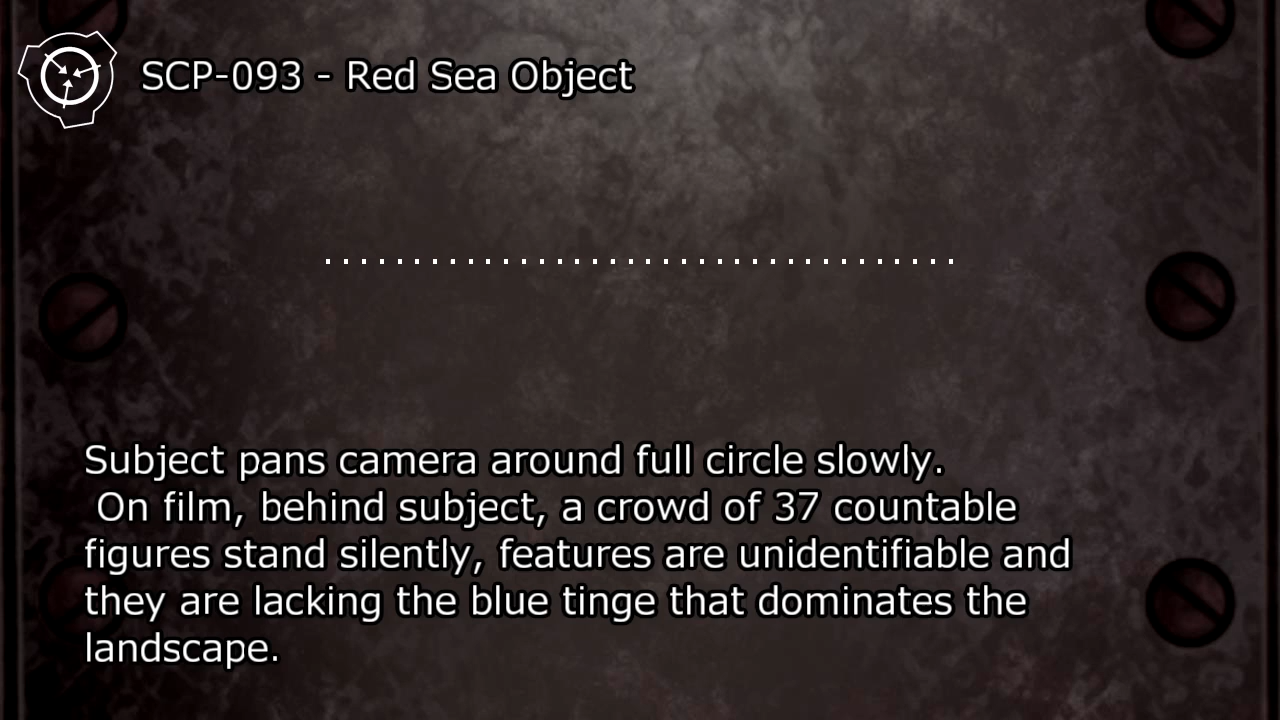 SCP-093 - Red Sea Object
....................................
Subject pans camera around full circle slowly.
On film, behind subject, a crowd of 37 countable
figures stand silently, features are unidentifiable and
they are lacking the blue tinge that dominates the
landscape.